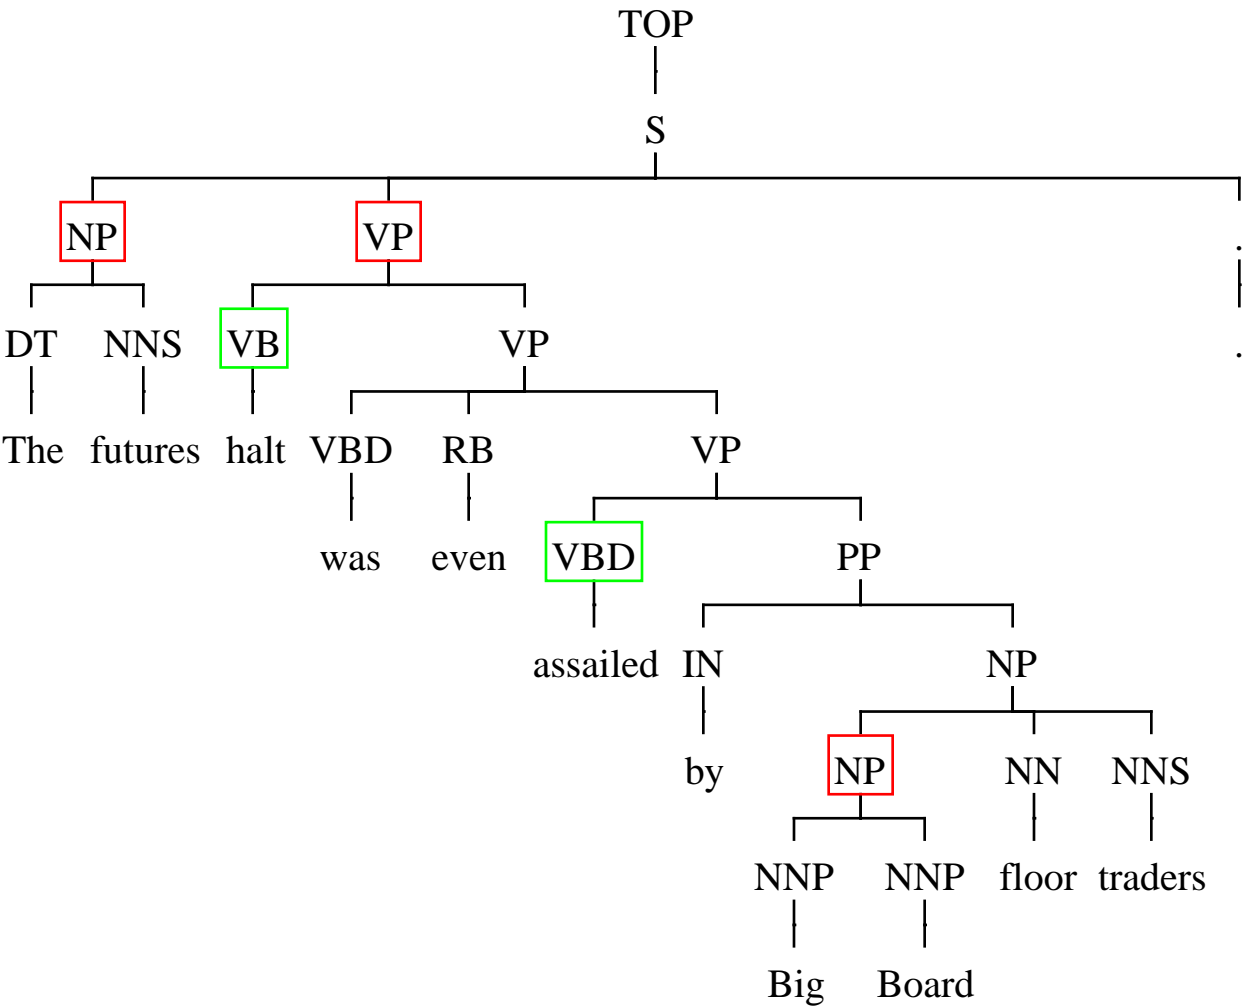 TOP
S
NP VP .
DT NNS VB VP .
The futures halt VBD RB VP
was even VBD PP
assailed IN NP
by NP NN NNS
NNP NNP floor traders
Big Board